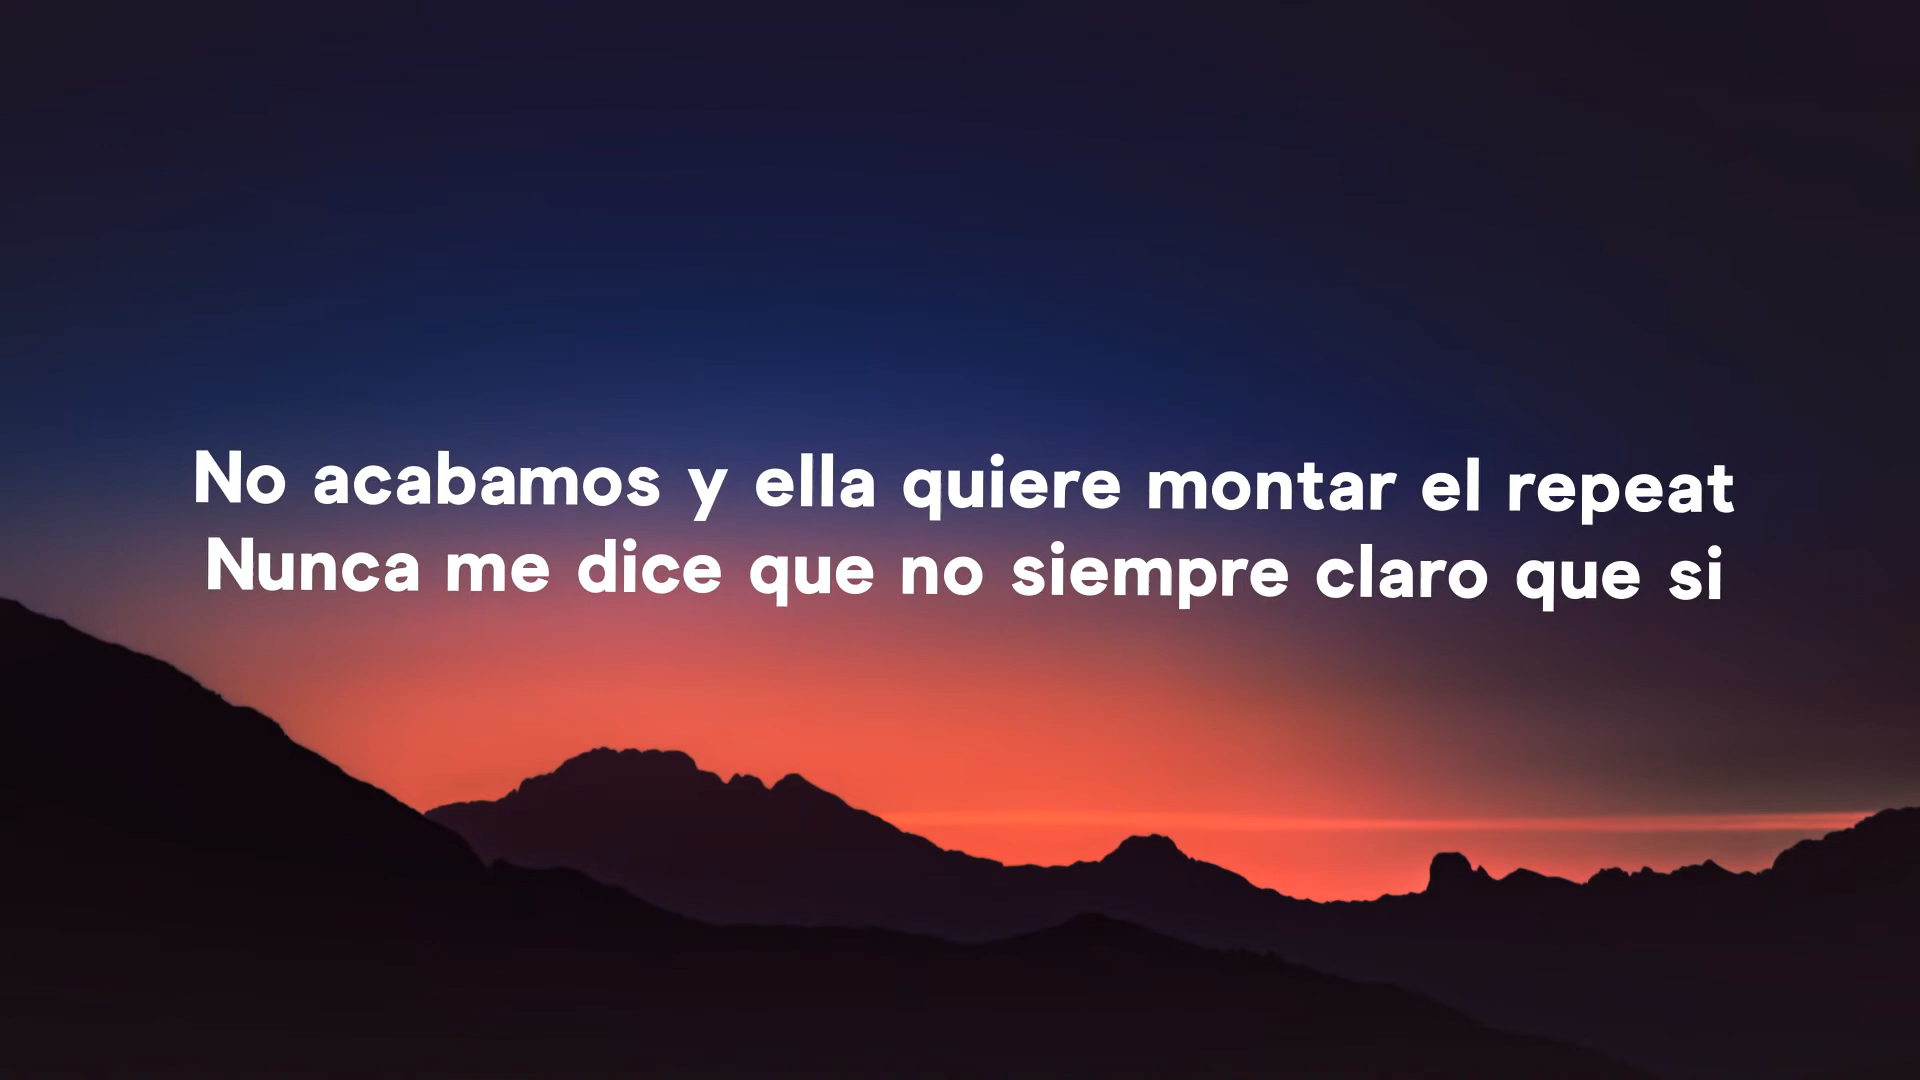 No acabamos y ella quiere montar el repeat
Nunca me dice que no siempre claro que si